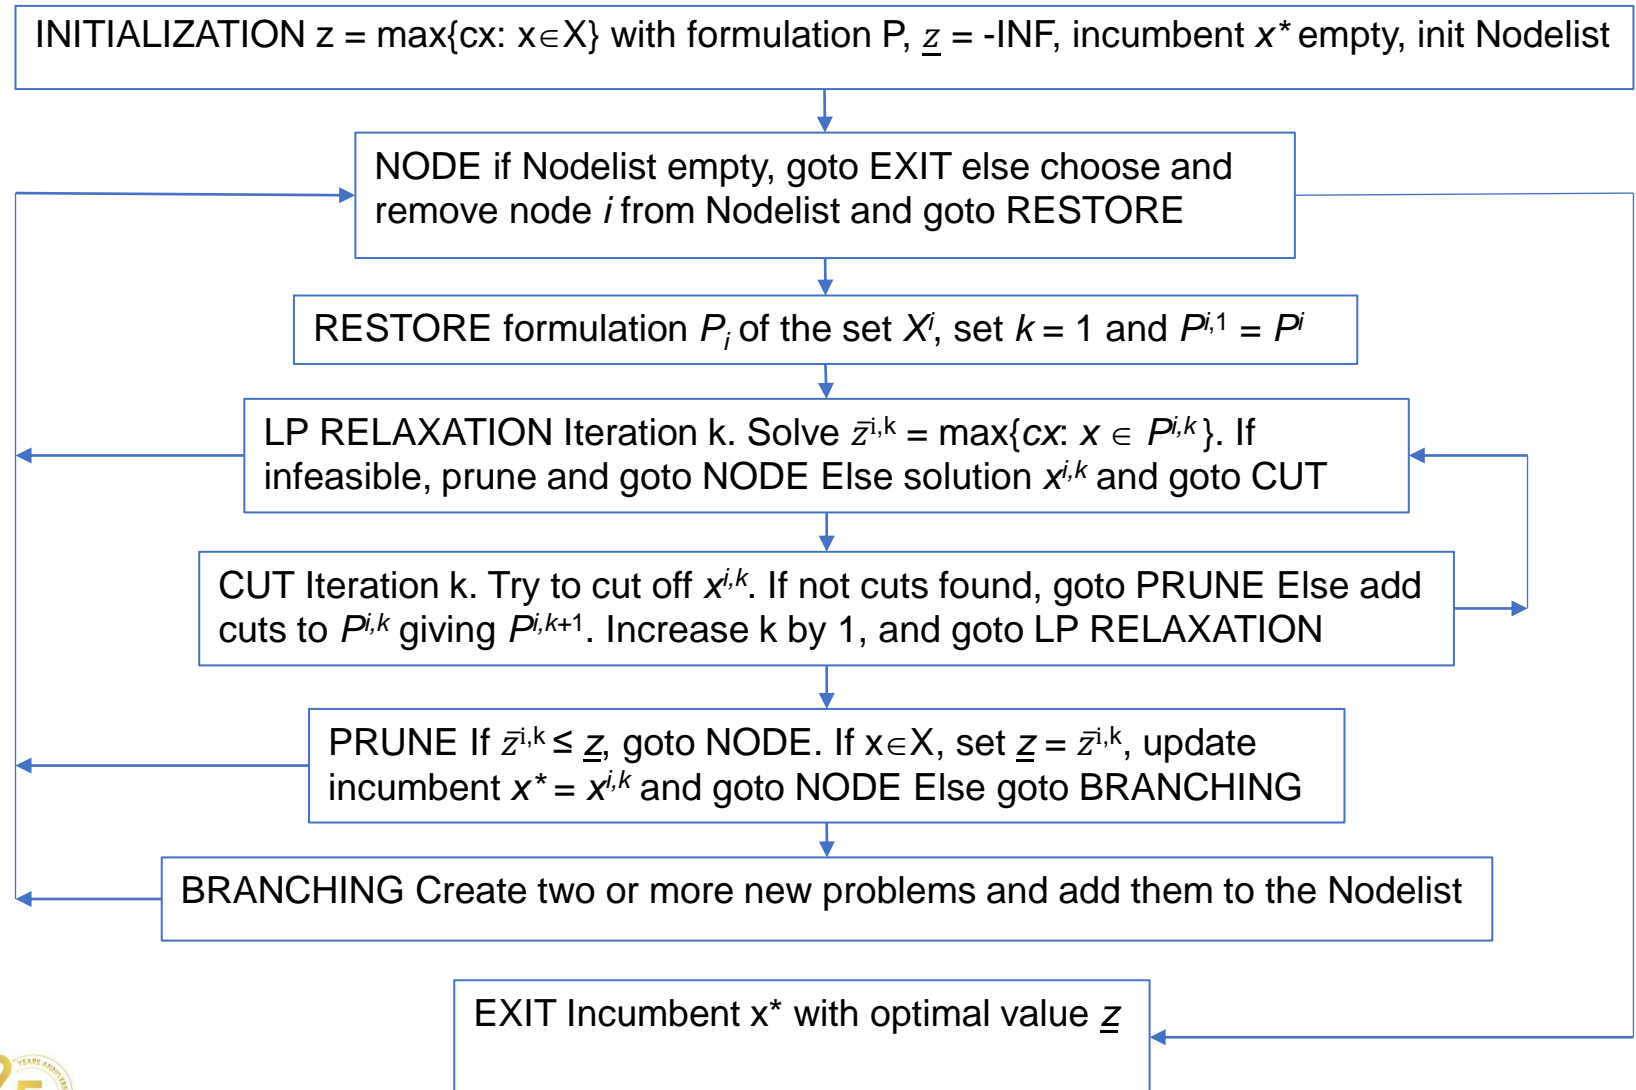 INITIALIZATION z = max{cx: x∈X} with formulation P, z̲ = -INF, incumbent x* empty, init Nodelist
NODE if Nodelist empty, goto EXIT else choose and
remove node i from Nodelist and goto RESTORE
RESTORE formulation Pᵢ of the set Xⁱ, set k = 1 and Pⁱ,¹ = Pⁱ
LP RELAXATION Iteration k. Solve z̄ⁱ,ᵏ = max{cx: x ∈ Pⁱ,ᵏ}. If
infeasible, prune and goto NODE Else solution xⁱ,ᵏ and goto CUT
CUT Iteration k. Try to cut off xⁱ,ᵏ. If not cuts found, goto PRUNE Else add
cuts to Pⁱ,ᵏ giving Pⁱ,ᵏ⁺¹. Increase k by 1, and goto LP RELAXATION
PRUNE If z̄ⁱ,ᵏ ≤ z̲, goto NODE. If x∈X, set z̲ = z̄ⁱ,ᵏ, update
incumbent x* = xⁱ,ᵏ and goto NODE Else goto BRANCHING
BRANCHING Create two or more new problems and add them to the Nodelist
EXIT Incumbent x* with optimal value z̲